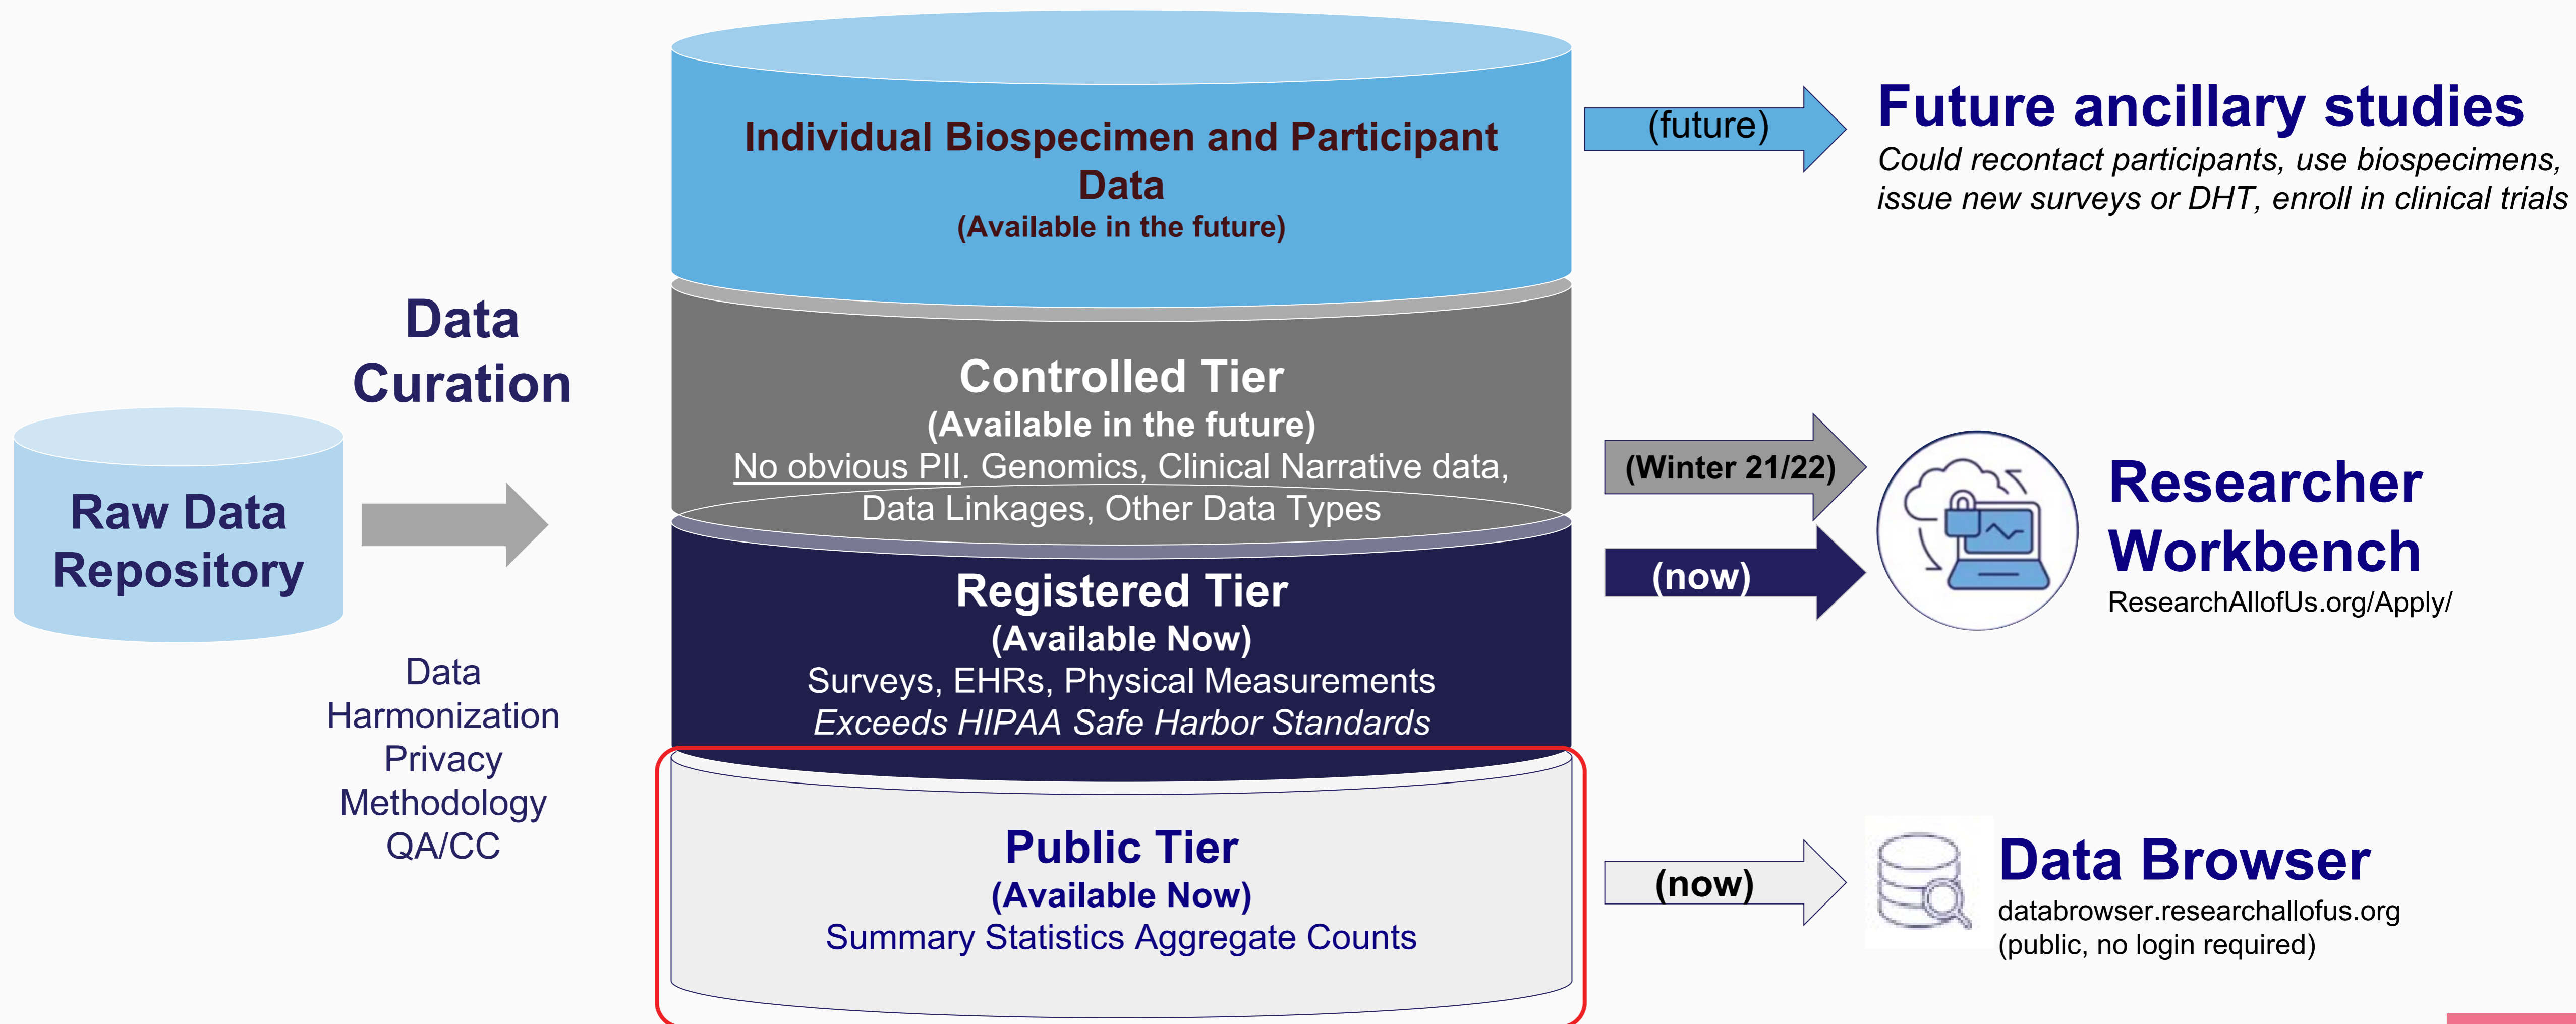 Raw Data
Repository
Data
Curation
Data
Harmonization
Privacy
Methodology
QA/CC
Individual Biospecimen and Participant
Data
(Available in the future)
Controlled Tier
(Available in the future)
No obvious PII. Genomics, Clinical Narrative data,
Data Linkages, Other Data Types
Registered Tier
(Available Now)
Surveys, EHRs, Physical Measurements
Exceeds HIPAA Safe Harbor Standards
Public Tier
(Available Now)
Summary Statistics Aggregate Counts
(future)
Future ancillary studies
Could recontact participants, use biospecimens,
issue new surveys or DHT, enroll in clinical trials
(Winter 21/22)
(now)
Researcher
Workbench
ResearchAllofUs.org/Apply/
(now)
Data Browser
databrowser.researchallofus.org
(public, no login required)